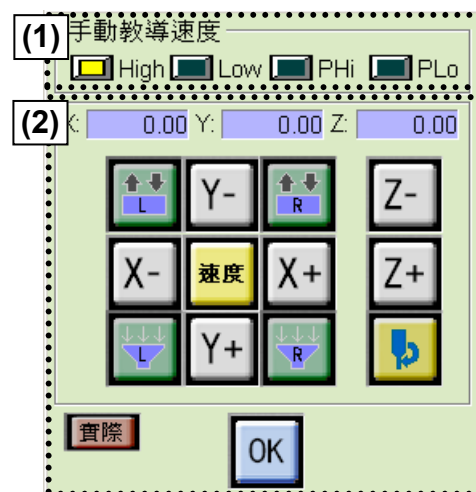 (1) 手動教導速度
High Low PHi PLo
(2) X: 0.00 Y: 0.00 Z: 0.00
L Y- R Z-
X- 速度 X+ Z+
L Y+ R
實際 OK